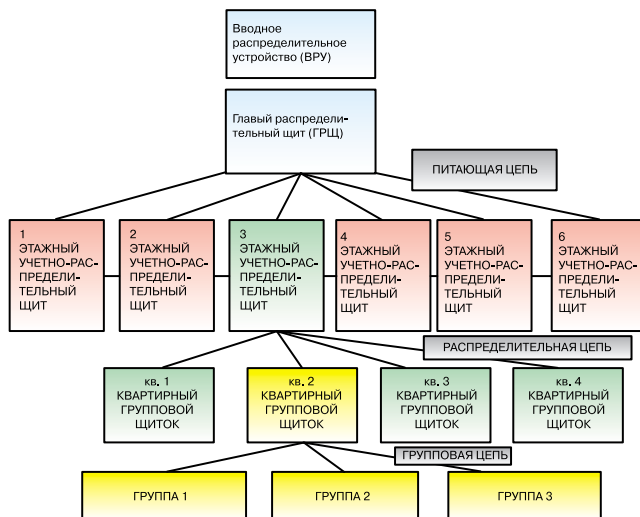 Вводное
распределительное
устройство (ВРУ)
Главый распредели-
тельный щит (ГРЩ)
ПИТАЮЩАЯ ЦЕПЬ
1
ЭТАЖНЫЙ
УЧЕТНО-РАС-
ПРЕДЕЛИ-
ТЕЛЬНЫЙ
ЩИТ
2
ЭТАЖНЫЙ
УЧЕТНО-РАС-
ПРЕДЕЛИ-
ТЕЛЬНЫЙ
ЩИТ
3
ЭТАЖНЫЙ
УЧЕТНО-РАС-
ПРЕДЕЛИ-
ТЕЛЬНЫЙ
ЩИТ
4
ЭТАЖНЫЙ
УЧЕТНО-РАС-
ПРЕДЕЛИ-
ТЕЛЬНЫЙ
ЩИТ
5
ЭТАЖНЫЙ
УЧЕТНО-РАС-
ПРЕДЕЛИ-
ТЕЛЬНЫЙ
ЩИТ
6
ЭТАЖНЫЙ
УЧЕТНО-РАС-
ПРЕДЕЛИ-
ТЕЛЬНЫЙ
ЩИТ
РАСПРЕДЕЛИТЕЛЬНАЯ ЦЕПЬ
кв. 1
КВАРТИРНЫЙ
ГРУППОВОЙ
ЩИТОК
кв. 2
КВАРТИРНЫЙ
ГРУППОВОЙ
ЩИТОК
кв. 3
КВАРТИРНЫЙ
ГРУППОВОЙ
ЩИТОК
кв. 4
КВАРТИРНЫЙ
ГРУППОВОЙ
ЩИТОК
ГРУППОВАЯ ЦЕПЬ
ГРУППА 1
ГРУППА 2
ГРУППА 3